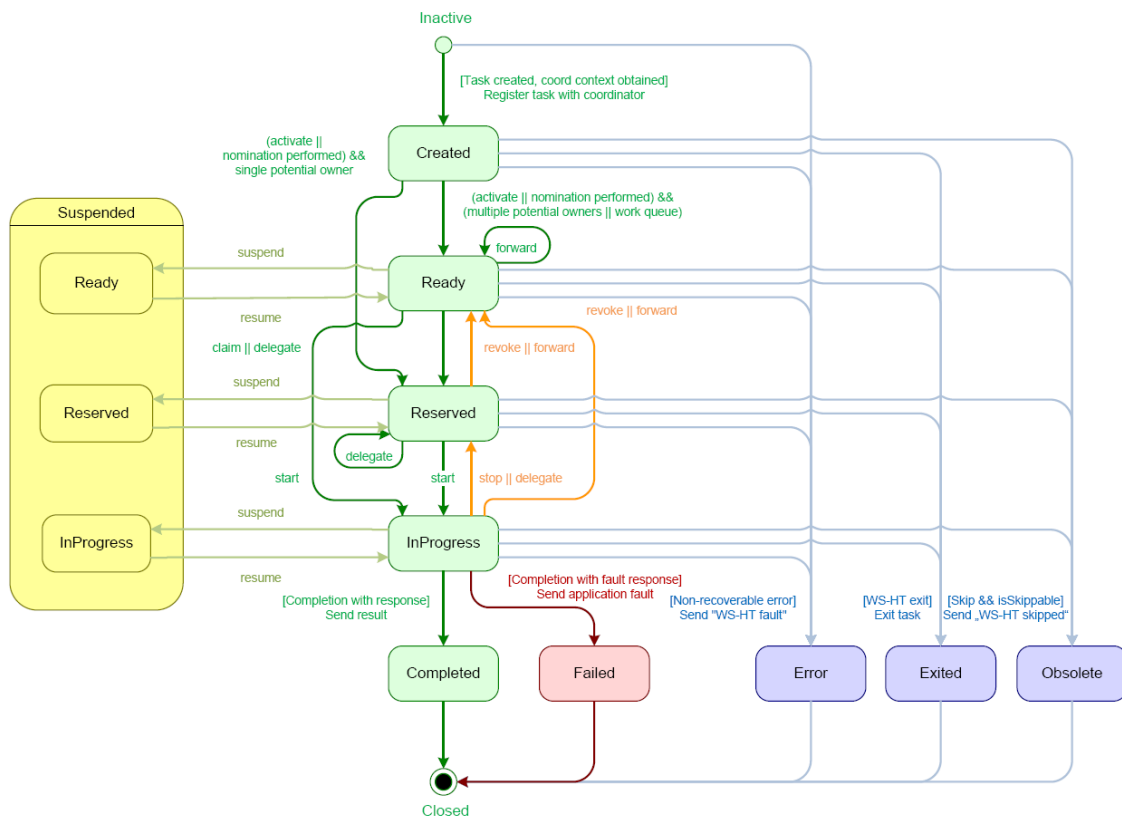 Inactive
[Task created, coord context obtained]
Register task with coordinator
(activate ||
nomination performed) &&
single potential owner
Created
(activate || nomination performed) &&
(multiple potential owners || work queue)
Suspended
suspend
forward
Ready
Ready
resume
revoke || forward
claim || delegate
revoke || forward
suspend
Reserved
Reserved
resume
delegate
start
start
stop || delegate
suspend
InProgress
InProgress
resume
[Completion with fault response]
Send application fault
[Completion with response]
Send result
[Non-recoverable error]
Send "WS-HT fault"
[WS-HT exit]
Exit task
[Skip && isSkippable]
Send „WS-HT skipped“
Completed
Failed
Error
Exited
Obsolete
Closed